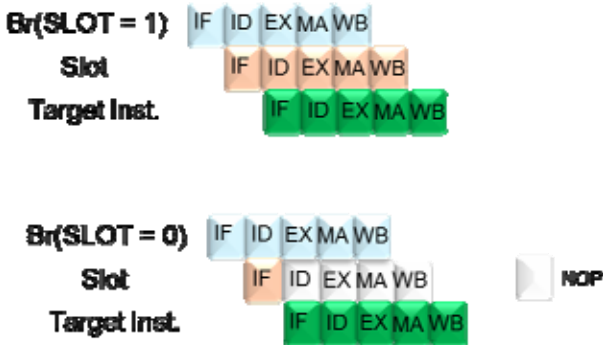 Br(SLOT = 1) IF ID EX MA WB
Slot IF ID EX MA WB
Target Inst. IF ID EX MA WB
Br(SLOT = 0) IF ID EX MA WB
Slot IF ID EX MA WB NOP
Target Inst. IF ID EX MA WB